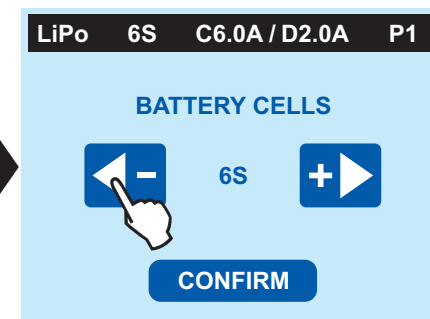 LiPo 6S C6.0A / D2.0A P1
BATTERY CELLS
- 6S +
CONFIRM